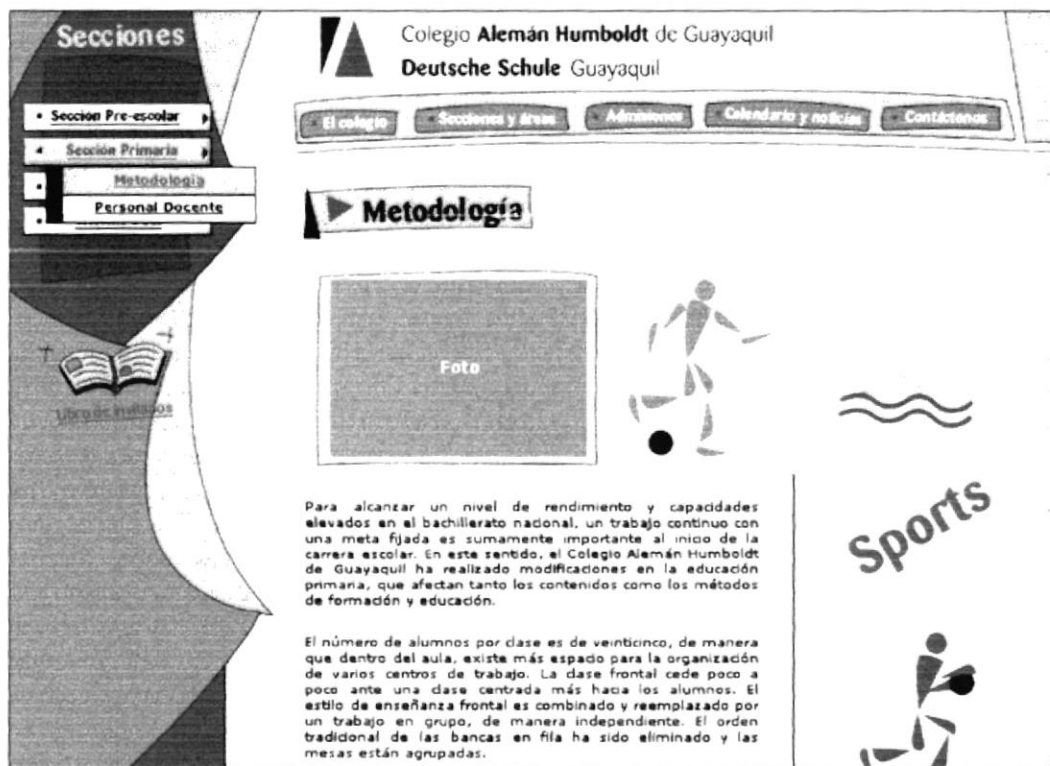 Secciones
• Sección Pre-escolar
Sección Primaria
Metodología
Personal Docente
Libro de invitados
Colegio Alemán Humboldt de Guayaquil
Deutsche Schule Guayaquil
• El colegio
• Secciones y áreas
• Admisiones
• Calendario y noticias
• Contáctenos
Metodología
Foto
Sports
Para alcanzar un nivel de rendimiento y capacidades
elevados en el bachillerato nacional, un trabajo continuo con
una meta fijada es sumamente importante al inicio de la
carrera escolar. En este sentido, el Colegio Alemán Humboldt
de Guayaquil ha realizado modificaciones en la educación
primaria, que afectan tanto los contenidos como los métodos
de formación y educación.
El número de alumnos por clase es de veinticinco, de manera
que dentro del aula, existe más espacio para la organización
de varios centros de trabajo. La clase frontal cede poco a
poco ante una clase centrada más hacia los alumnos. El
estilo de enseñanza frontal es combinado y reemplazado por
un trabajo en grupo, de manera independiente. El orden
tradicional de las bancas en fila ha sido eliminado y las
mesas están agrupadas.